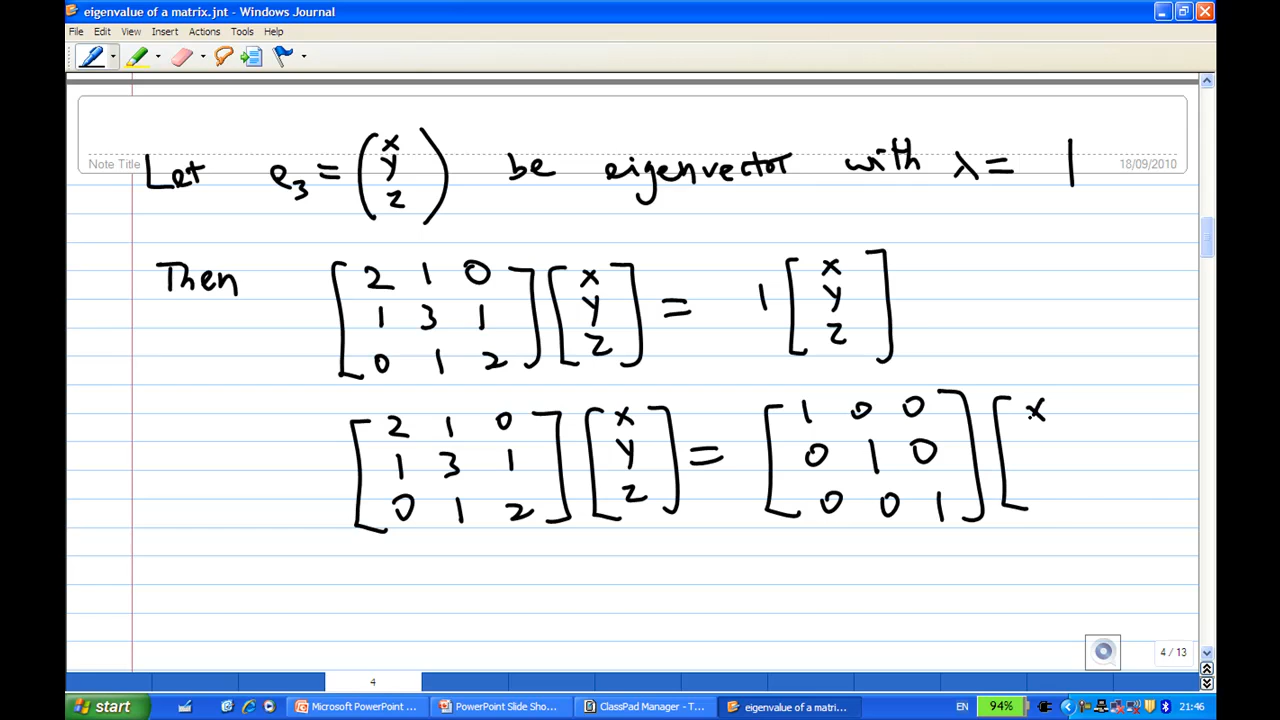 eigenvalue of a matrix.jnt - Windows Journal
File Edit View Insert Actions Tools Help
Note Title
18/09/2010
Let e₃ = (x y z) be eigenvector with λ = 1
Then [2 1 0; 1 3 1; 0 1 2] [x y z] = 1 [x y z]
[2 1 0; 1 3 1; 0 1 2] [x y z] = [1 0 0; 0 1 0; 0 0 1] [x
4 / 13
4
start Microsoft PowerPoint ... PowerPoint Slide Sho... ClassPad Manager - T... eigenvalue of a matri... EN 94% 21:46